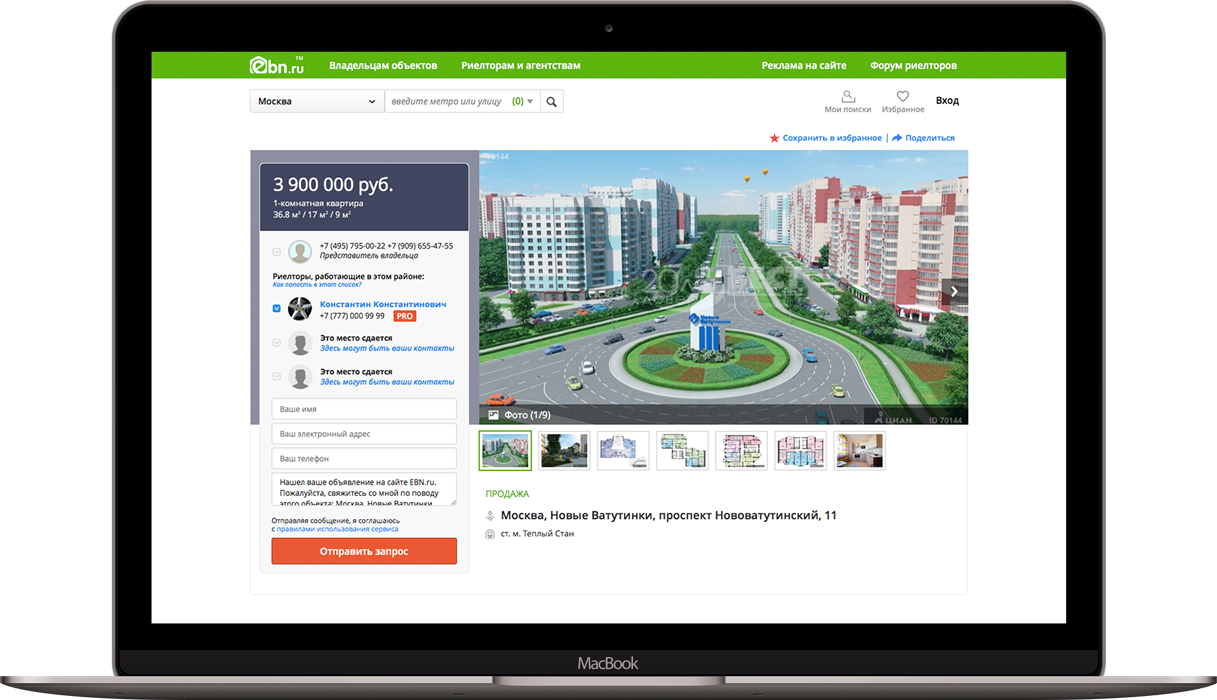 ebn.ru™
Владельцам объектов
Риелторам и агентствам
Реклама на сайте
Форум риелторов
Москва
введите метро или улицу (0)
Мои поиски
Избранное
Вход
Сохранить в избранное | Поделиться
3 900 000 руб.
1-комнатная квартира
36.8 м² / 17 м² / 9 м²
+7 (495) 795-00-22 +7 (909) 655-47-55
Представитель владельца
Риелторы, работающие в этом районе:
Как попасть в этот список?
Константин Константинович
+7 (777) 000 99 99 PRO
Это место сдается
Здесь могут быть ваши контакты
Это место сдается
Здесь могут быть ваши контакты
Ваше имя
Ваш электронный адрес
Ваш телефон
Нашел ваше объявление на сайте EBN.ru.
Пожалуйста, свяжитесь со мной по поводу
этого объекта: Москва, Новые Ватутинки,
Отправляя сообщение, я соглашаюсь
с правилами использования сервиса
Отправить запрос
70144
Новые
Ватутинки
Фото (1/9)
ЦИАН ID 70144
ПРОДАЖА
Москва, Новые Ватутинки, проспект Нововатутинский, 11
ст. м. Теплый Стан
MacBook